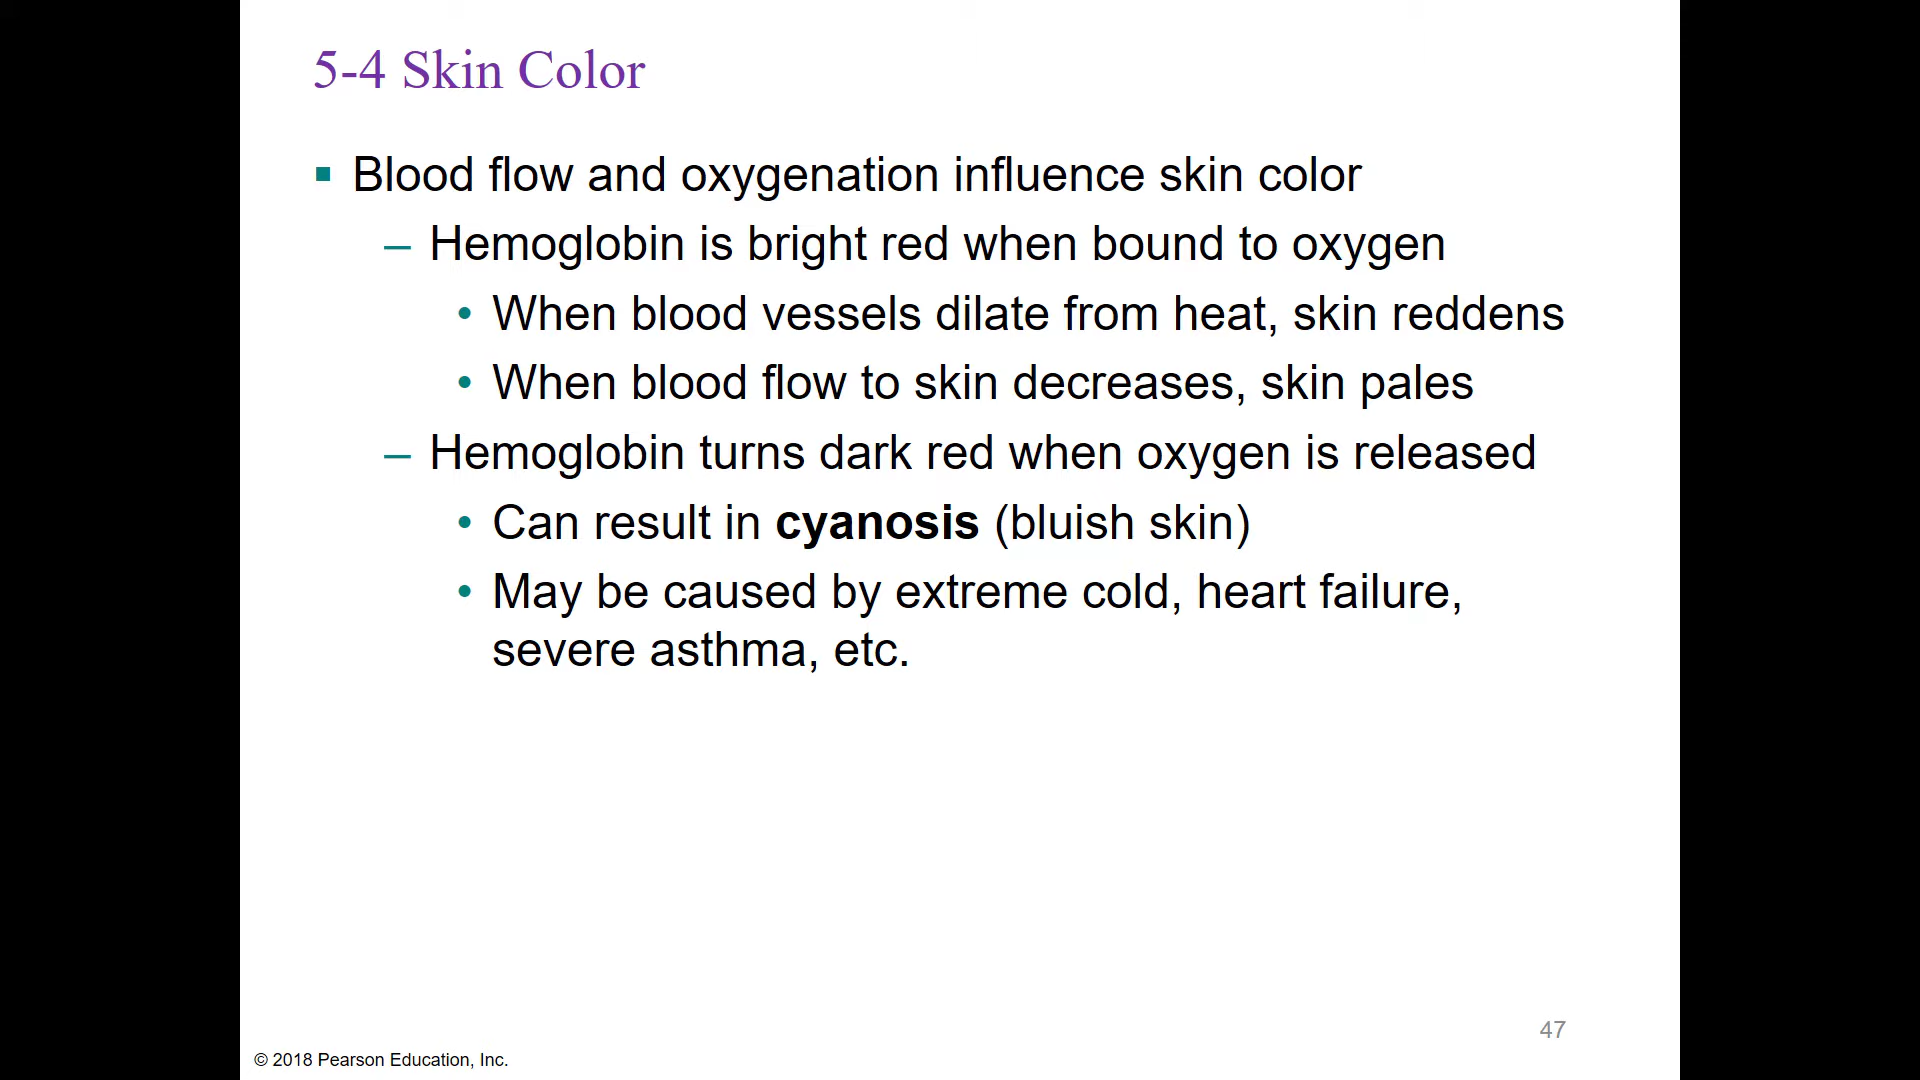 5-4 Skin Color
▪ Blood flow and oxygenation influence skin color
– Hemoglobin is bright red when bound to oxygen
• When blood vessels dilate from heat, skin reddens
• When blood flow to skin decreases, skin pales
– Hemoglobin turns dark red when oxygen is released
• Can result in cyanosis (bluish skin)
• May be caused by extreme cold, heart failure,
severe asthma, etc.
47
© 2018 Pearson Education, Inc.